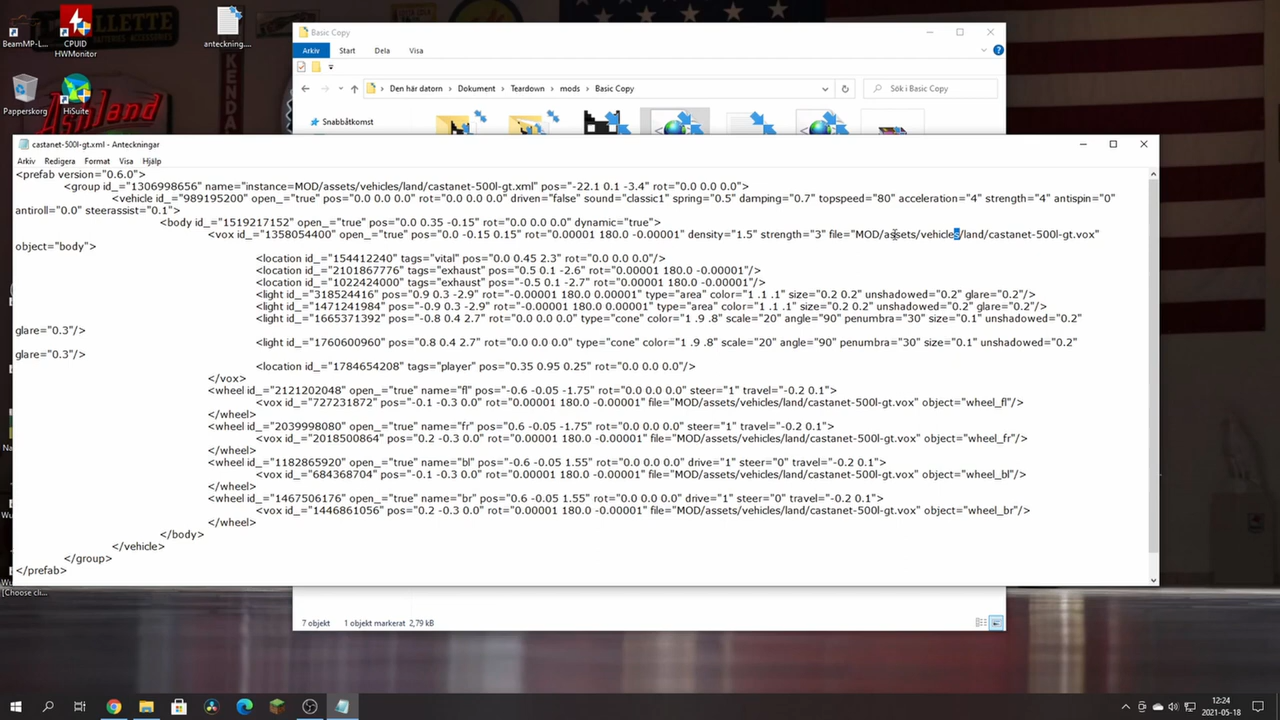 LLETTE
KENDA
Ashland
BeamMP-L...
CPUID
HWMonitor
anteckning....
Papperskorg
HiSuite
Basic Copy
Arkiv Start Dela Visa
Den här datorn Dokument Teardown mods Basic Copy
Sök i Basic Copy
Snabbåtkomst
castanet-500l-gt.xml - Anteckningar
Arkiv Redigera Format Visa Hjälp
<prefab version="0.6.0">
<group id_="1306998656" name="instance=MOD/assets/vehicles/land/castanet-500l-gt.xml" pos="-22.1 0.1 -3.4" rot="0.0 0.0 0.0">
<vehicle id_="989195200" open_="true" pos="0.0 0.0 0.0" rot="0.0 0.0 0.0" driven="false" sound="classic1" spring="0.5" damping="0.7" topspeed="80" acceleration="4" strength="4" antispin="0"
antiroll="0.0" steerassist="0.1">
<body id_="1519217152" open_="true" pos="0.0 0.35 -0.15" rot="0.0 0.0 0.0" dynamic="true">
<vox id_="1358054400" open_="true" pos="0.0 -0.15 0.15" rot="0.00001 180.0 -0.00001" density="1.5" strength="3" file="MOD/assets/vehicles/land/castanet-500l-gt.vox"
object="body">
<location id_="154412240" tags="vital" pos="0.0 0.45 2.3" rot="0.0 0.0 0.0"/>
<location id_="2101867776" tags="exhaust" pos="0.5 0.1 -2.6" rot="0.00001 180.0 -0.00001"/>
<location id_="1022424000" tags="exhaust" pos="-0.5 0.1 -2.7" rot="0.00001 180.0 -0.00001"/>
<light id_="318524416" pos="0.9 0.3 -2.9" rot="-0.00001 180.0 0.00001" type="area" color="1 .1 .1" size="0.2 0.2" unshadowed="0.2" glare="0.2"/>
<light id_="1471241984" pos="-0.9 0.3 -2.9" rot="-0.00001 180.0 0.00001" type="area" color="1 .1 .1" size="0.2 0.2" unshadowed="0.2" glare="0.2"/>
<light id_="1665371392" pos="-0.8 0.4 2.7" rot="0.0 0.0 0.0" type="cone" color="1 .9 .8" scale="20" angle="90" penumbra="30" size="0.1" unshadowed="0.2"
glare="0.3"/>
<light id_="1760600960" pos="0.8 0.4 2.7" rot="0.0 0.0 0.0" type="cone" color="1 .9 .8" scale="20" angle="90" penumbra="30" size="0.1" unshadowed="0.2"
glare="0.3"/>
<location id_="1784654208" tags="player" pos="0.35 0.95 0.25" rot="0.0 0.0 0.0"/>
</vox>
<wheel id_="2121202048" open_="true" name="fl" pos="-0.6 -0.05 -1.75" rot="0.0 0.0 0.0" steer="1" travel="-0.2 0.1">
<vox id_="727231872" pos="-0.1 -0.3 0.0" rot="0.00001 180.0 -0.00001" file="MOD/assets/vehicles/land/castanet-500l-gt.vox" object="wheel_fl"/>
</wheel>
<wheel id_="2039998080" open_="true" name="fr" pos="0.6 -0.05 -1.75" rot="0.0 0.0 0.0" steer="1" travel="-0.2 0.1">
<vox id_="2018500864" pos="0.2 -0.3 0.0" rot="0.00001 180.0 -0.00001" file="MOD/assets/vehicles/land/castanet-500l-gt.vox" object="wheel_fr"/>
</wheel>
<wheel id_="1182865920" open_="true" name="bl" pos="-0.6 -0.05 1.55" rot="0.0 0.0 0.0" drive="1" steer="0" travel="-0.2 0.1">
<vox id_="684368704" pos="-0.1 -0.3 0.0" rot="0.00001 180.0 -0.00001" file="MOD/assets/vehicles/land/castanet-500l-gt.vox" object="wheel_bl"/>
</wheel>
<wheel id_="1467506176" open_="true" name="br" pos="0.6 -0.05 1.55" rot="0.0 0.0 0.0" drive="1" steer="0" travel="-0.2 0.1">
<vox id_="1446861056" pos="0.2 -0.3 0.0" rot="0.00001 180.0 -0.00001" file="MOD/assets/vehicles/land/castanet-500l-gt.vox" object="wheel_br"/>
</wheel>
</body>
</vehicle>
</group>
</prefab>
[Choose cli...
7 objekt 1 objekt markerat 2,79 kB
12:24
2021-05-18